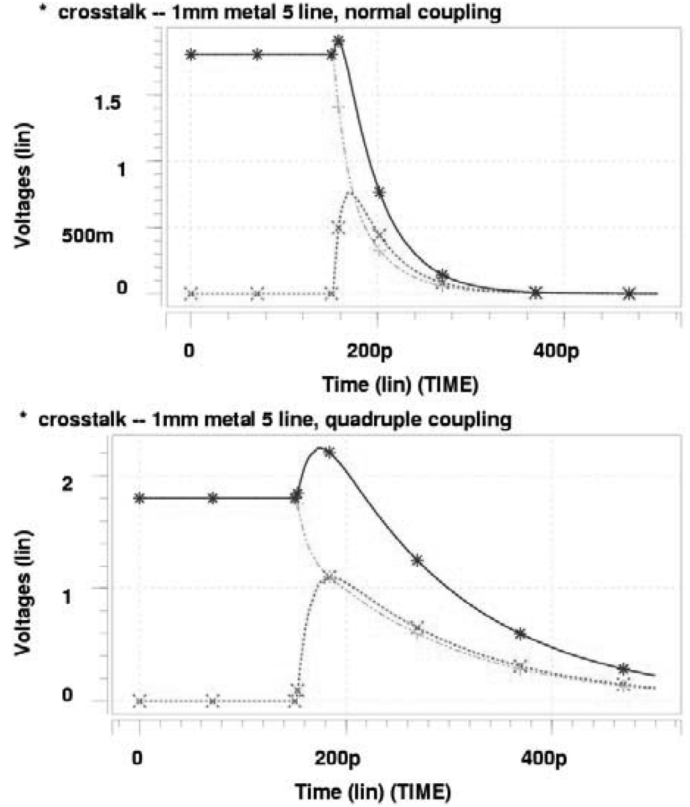 * crosstalk -- 1mm metal 5 line, normal coupling
Voltages (lin)
1.5
1
500m
0
0 200p 400p
Time (lin) (TIME)
* crosstalk -- 1mm metal 5 line, quadruple coupling
Voltages (lin)
2
1
0
0 200p 400p
Time (lin) (TIME)